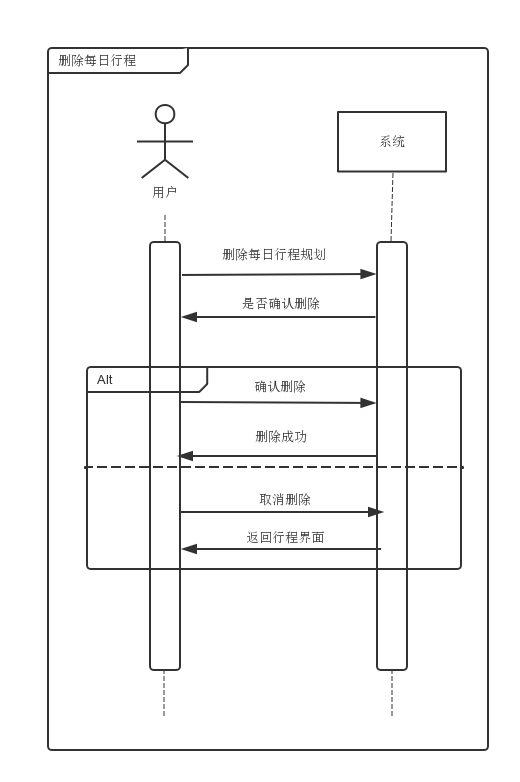 删除每日行程
系统
用户
删除每日行程规划
是否确认删除
Alt
确认删除
删除成功
取消删除
返回行程界面